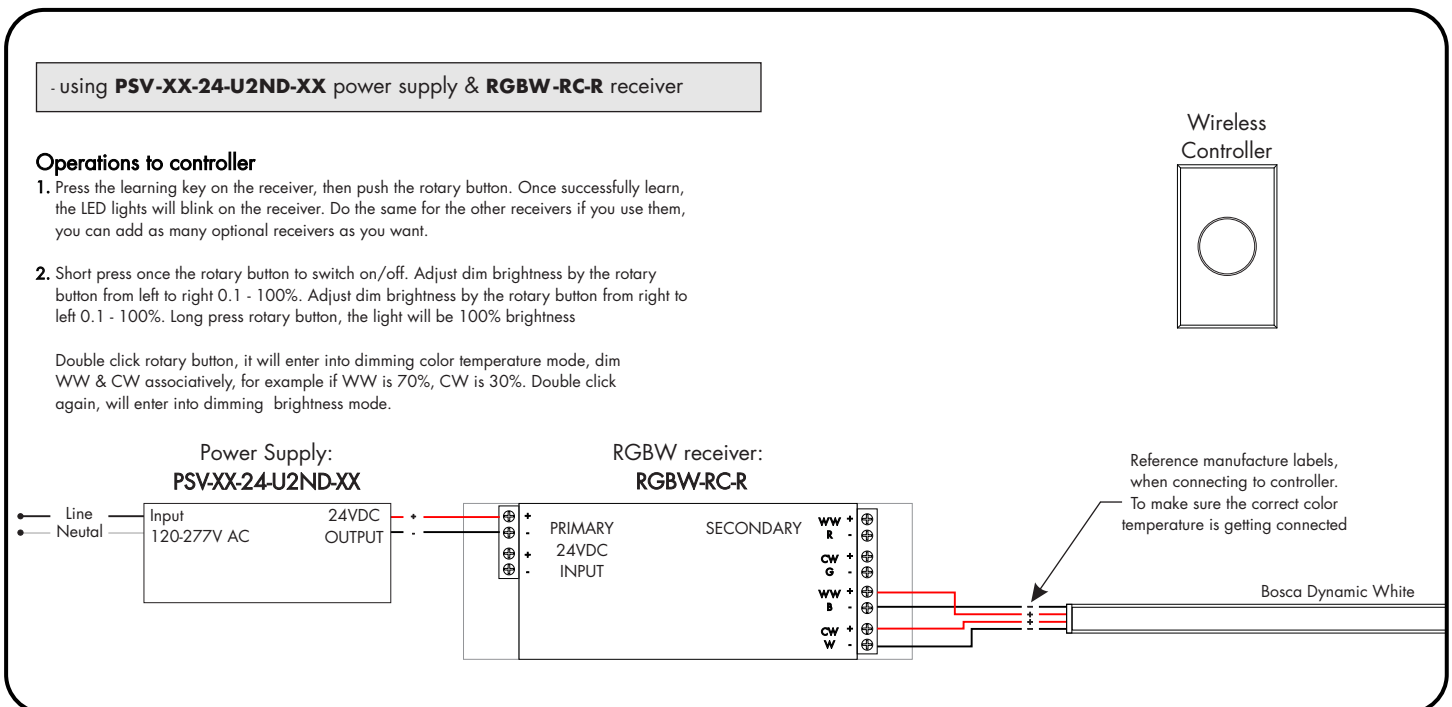 - using PSV-XX-24-U2ND-XX power supply & RGBW-RC-R receiver
Wireless
Controller
Operations to controller
1. Press the learning key on the receiver, then push the rotary button. Once successfully learn,
the LED lights will blink on the receiver. Do the same for the other receivers if you use them,
you can add as many optional receivers as you want.
2. Short press once the rotary button to switch on/off. Adjust dim brightness by the rotary
button from left to right 0.1 - 100%. Adjust dim brightness by the rotary button from right to
left 0.1 - 100%. Long press rotary button, the light will be 100% brightness
Double click rotary button, it will enter into dimming color temperature mode, dim
WW & CW associatively, for example if WW is 70%, CW is 30%. Double click
again, will enter into dimming brightness mode.
Power Supply:
PSV-XX-24-U2ND-XX
Line
Neutal
Input
120-277V AC
24VDC
OUTPUT
+
-
RGBW receiver:
RGBW-RC-R
+
-
+
-
PRIMARY
24VDC
INPUT
SECONDARY
WW +
R -
CW +
G -
WW +
B -
CW +
W -
Reference manufacture labels,
when connecting to controller.
To make sure the correct color
temperature is getting connected
-
+
+
-
Bosca Dynamic White